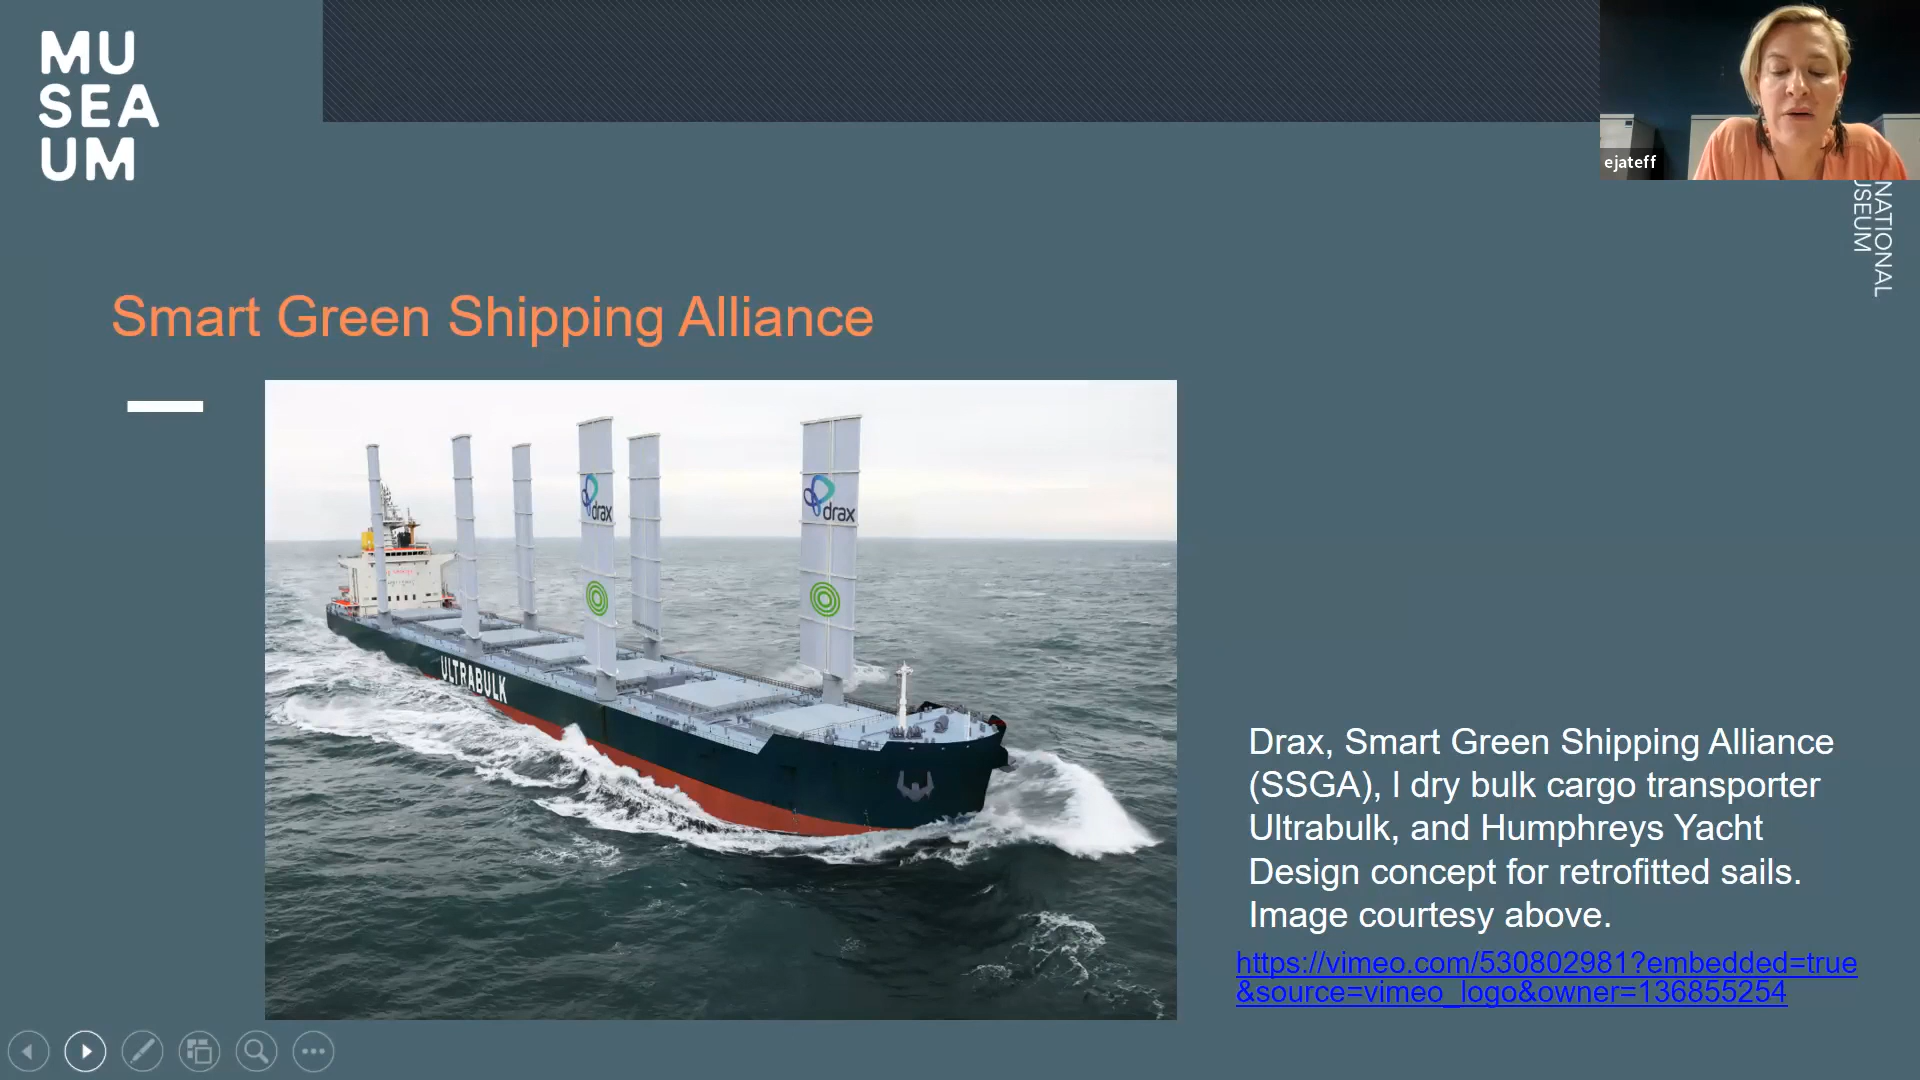 MU
SEA
UM
ejateff
NATIONAL
USEUM
Smart Green Shipping Alliance
drax
drax
ULTRABULK
Drax, Smart Green Shipping Alliance
(SSGA), I dry bulk cargo transporter
Ultrabulk, and Humphreys Yacht
Design concept for retrofitted sails.
Image courtesy above.
https://vimeo.com/530802981?embedded=true
&source=vimeo_logo&owner=136855254